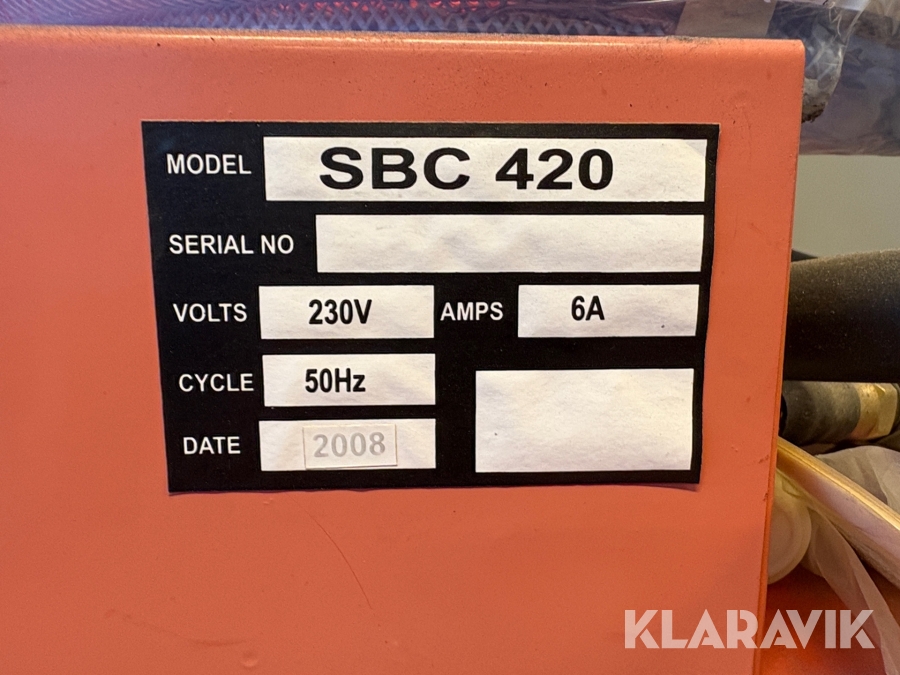 MODEL SBC 420
SERIAL NO
VOLTS 230V AMPS 6A
CYCLE 50Hz
DATE 2008
KLARAVIK